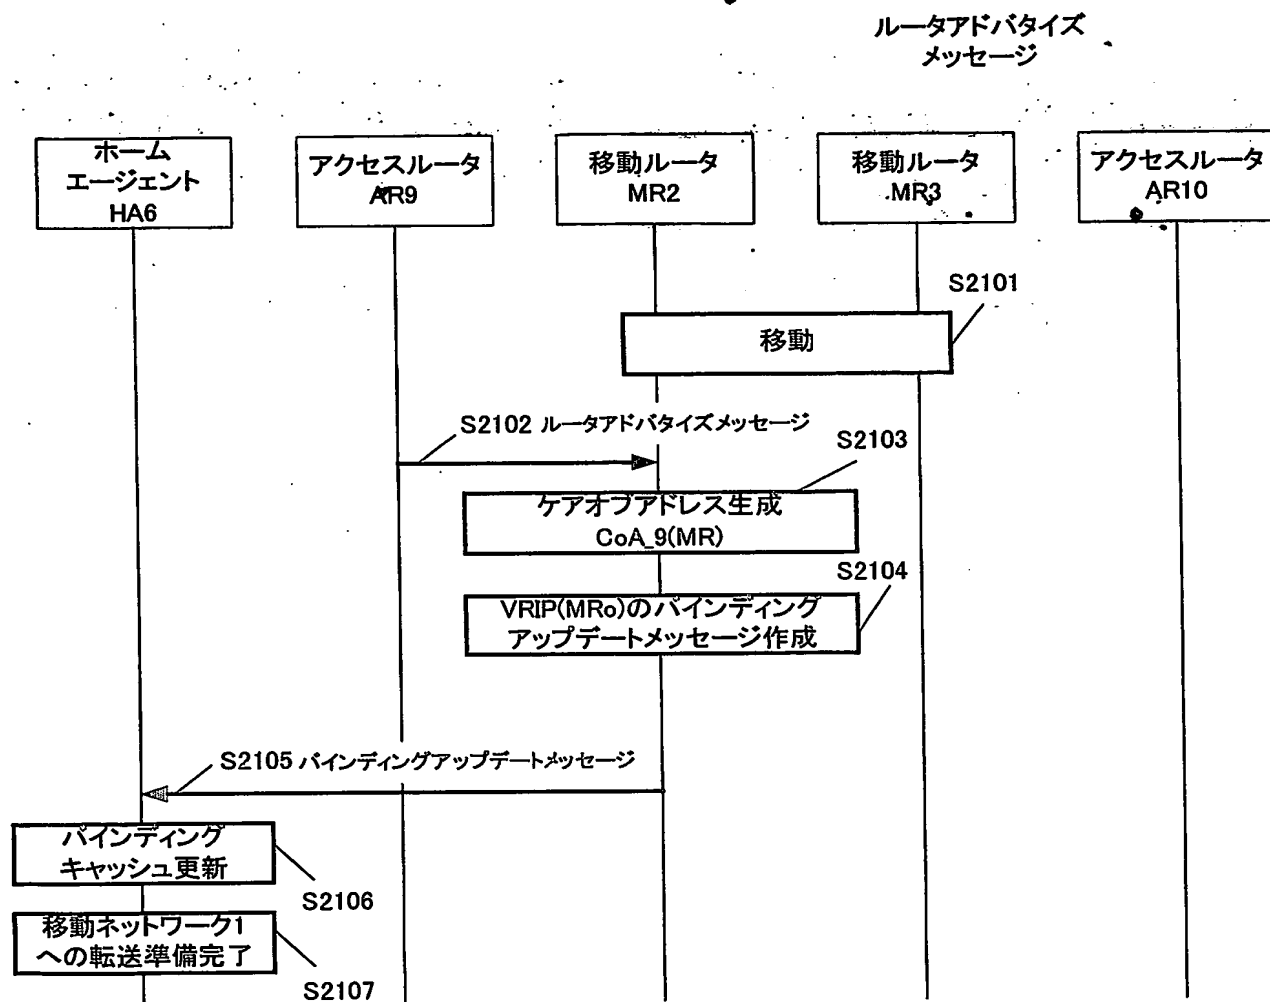 ルータアドバタイズ
メッセージ
ホーム
エージェント
HA6
アクセスルータ
AR9
移動ルータ
MR2
移動ルータ
MR3
アクセスルータ
AR10
S2101
移動
S2102 ルータアドバタイズメッセージ
S2103
ケアオブアドレス生成
CoA_9(MR)
S2104
VRIP(MRo)のバインディング
アップデートメッセージ作成
S2105 バインディングアップデートメッセージ
バインディング
キャッシュ更新
S2106
移動ネットワーク1
への転送準備完了
S2107